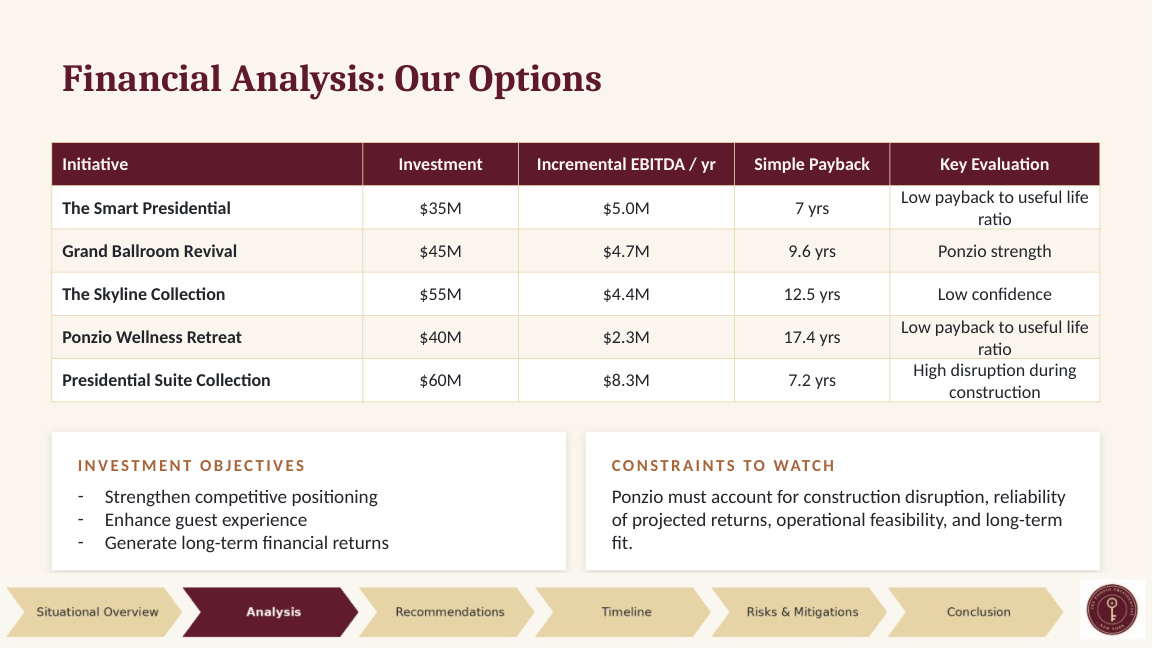 Financial Analysis: Our Options
Initiative Investment Incremental EBITDA / yr Simple Payback Key Evaluation
The Smart Presidential $35M $5.0M 7 yrs Low payback to useful life
ratio
Grand Ballroom Revival $45M $4.7M 9.6 yrs Ponzio strength
The Skyline Collection $55M $4.4M 12.5 yrs Low confidence
Ponzio Wellness Retreat $40M $2.3M 17.4 yrs Low payback to useful life
ratio
Presidential Suite Collection $60M $8.3M 7.2 yrs High disruption during
construction
INVESTMENT OBJECTIVES
- Strengthen competitive positioning
- Enhance guest experience
- Generate long-term financial returns
CONSTRAINTS TO WATCH
Ponzio must account for construction disruption, reliability
of projected returns, operational feasibility, and long-term
fit.
Situational Overview Analysis Recommendations Timeline Risks & Mitigations Conclusion
NEW YORK